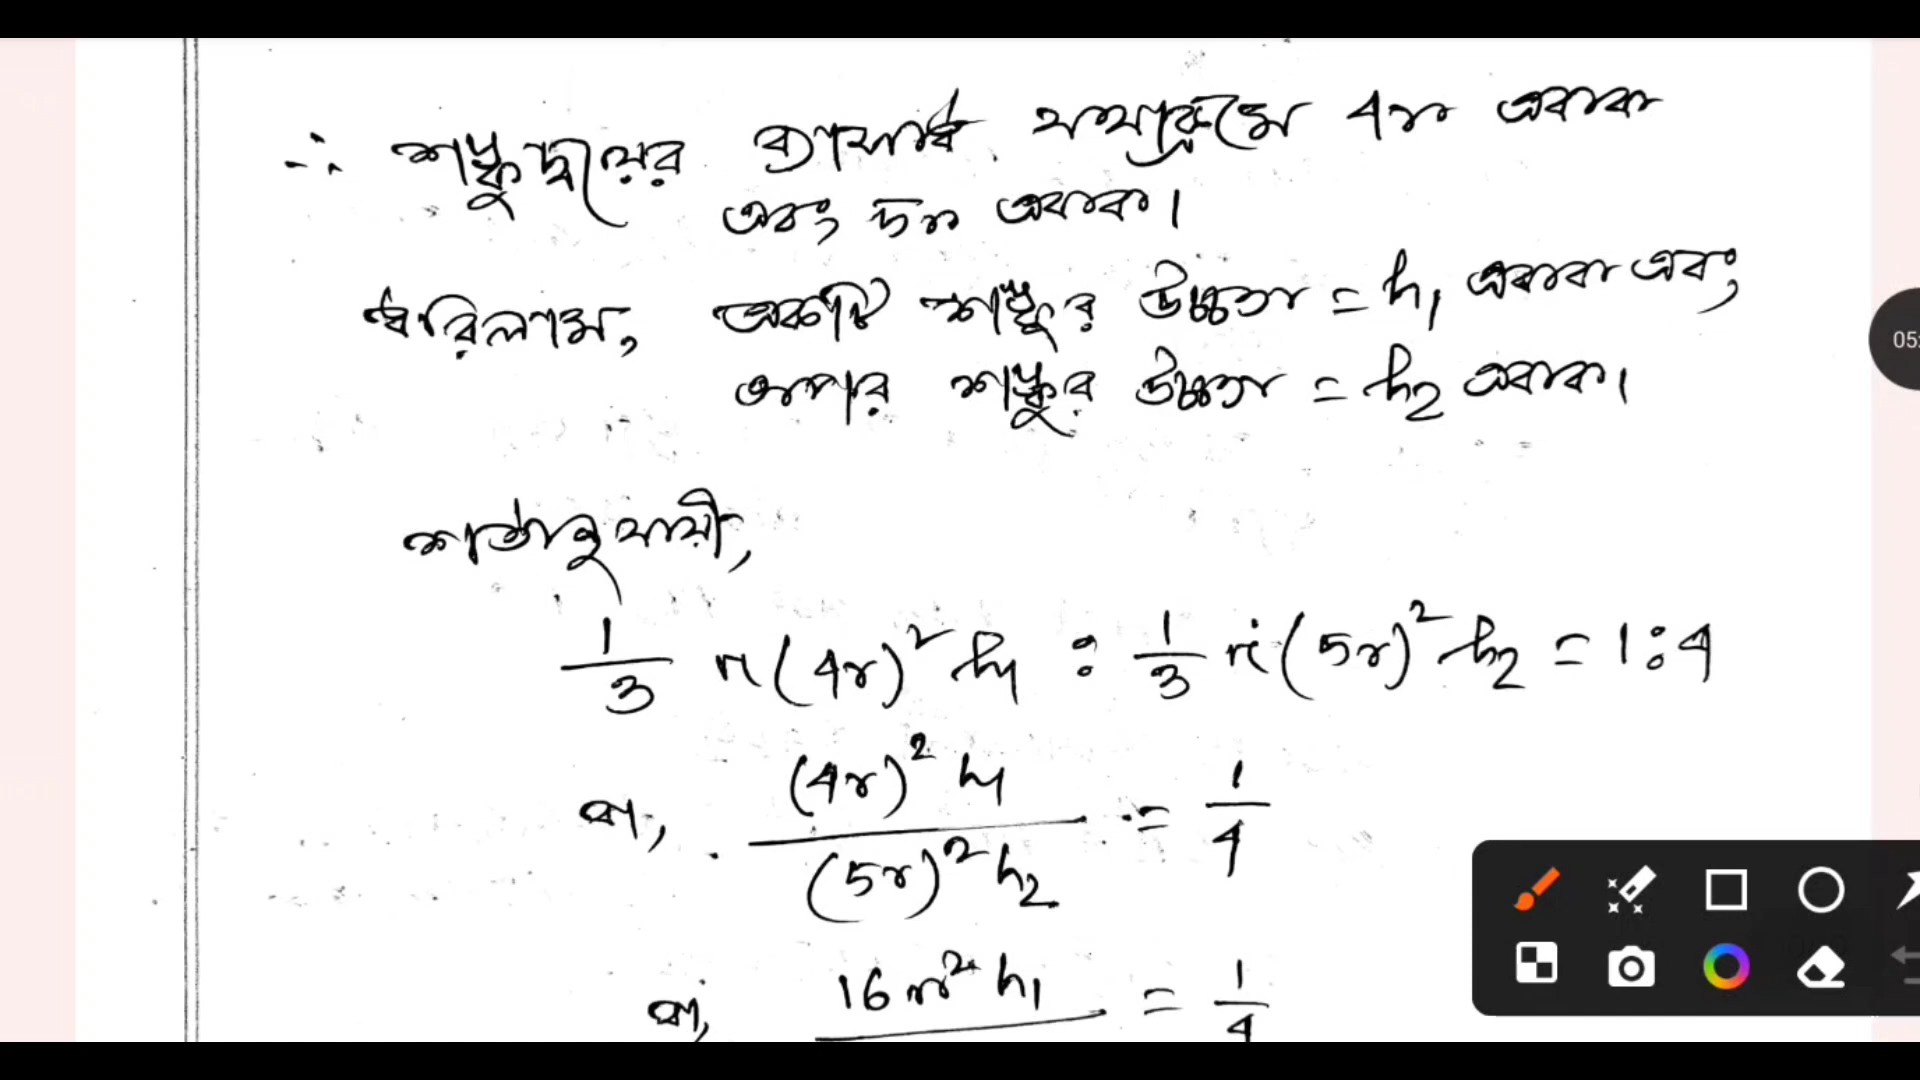 ∴ শঙ্কুদ্বয়ের ব্যাসার্ধ যথাক্রমে 4r একক
এবং 5r একক।
ধরিলাম, একটি শঙ্কুর উচ্চতা = h₁ একক এবং,
অপর শঙ্কুর উচ্চতা = h₂ একক।
শর্তানুযায়ী,
1/3 π(4r)² h₁ : 1/3 π(5r)² h₂ = 1:4
বা, (4r)² h₁ / (5r)² h₂ = 1/4
বা, 16r² h₁ = 1/4